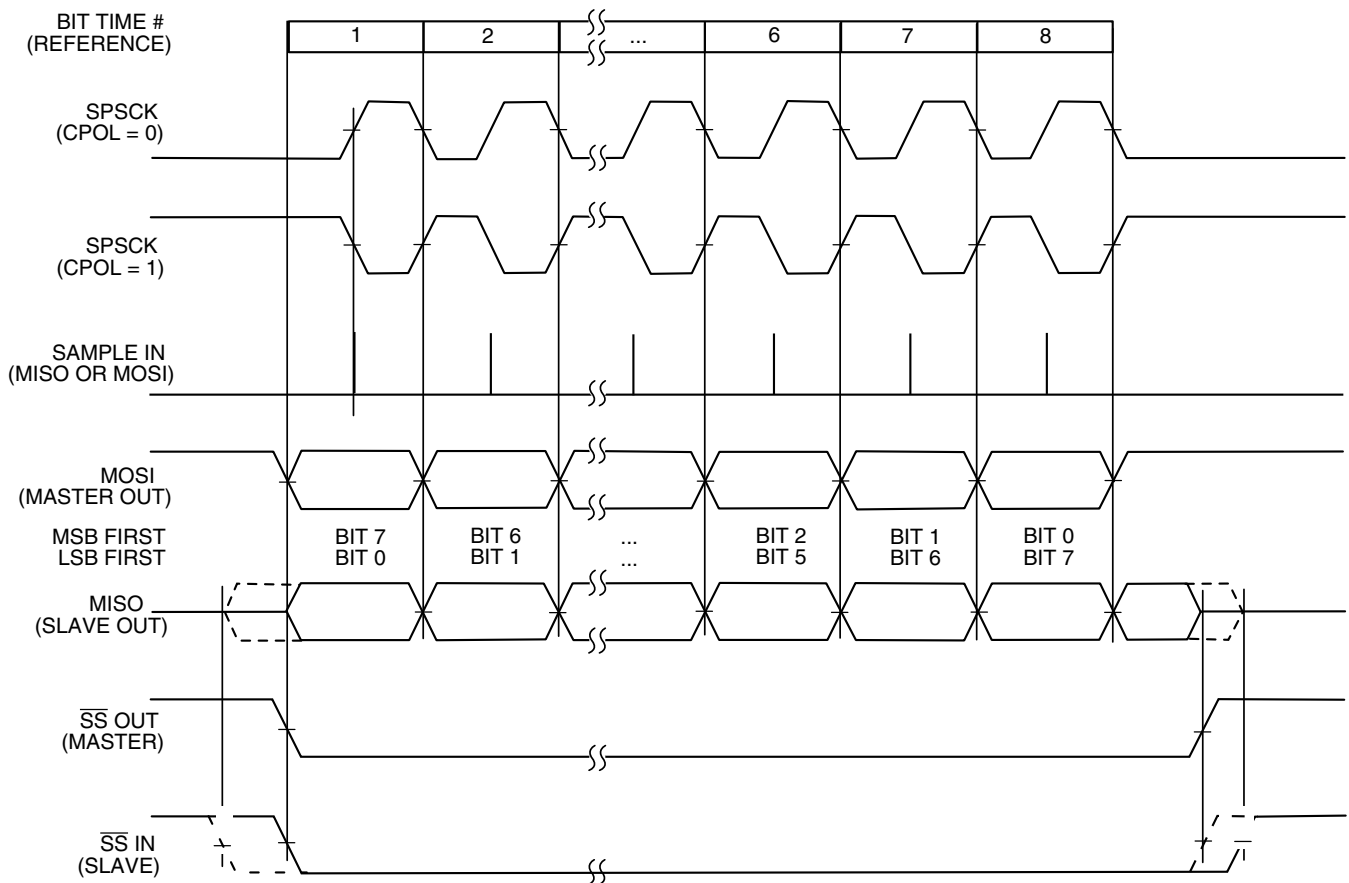 BIT TIME #
(REFERENCE)
1 2 ... 6 7 8
SPSCK
(CPOL = 0)
SPSCK
(CPOL = 1)
SAMPLE IN
(MISO OR MOSI)
MOSI
(MASTER OUT)
MSB FIRST BIT 7 BIT 6 ... BIT 2 BIT 1 BIT 0
LSB FIRST BIT 0 BIT 1 ... BIT 5 BIT 6 BIT 7
MISO
(SLAVE OUT)
S̅S̅ OUT
(MASTER)
S̅S̅ IN
(SLAVE)